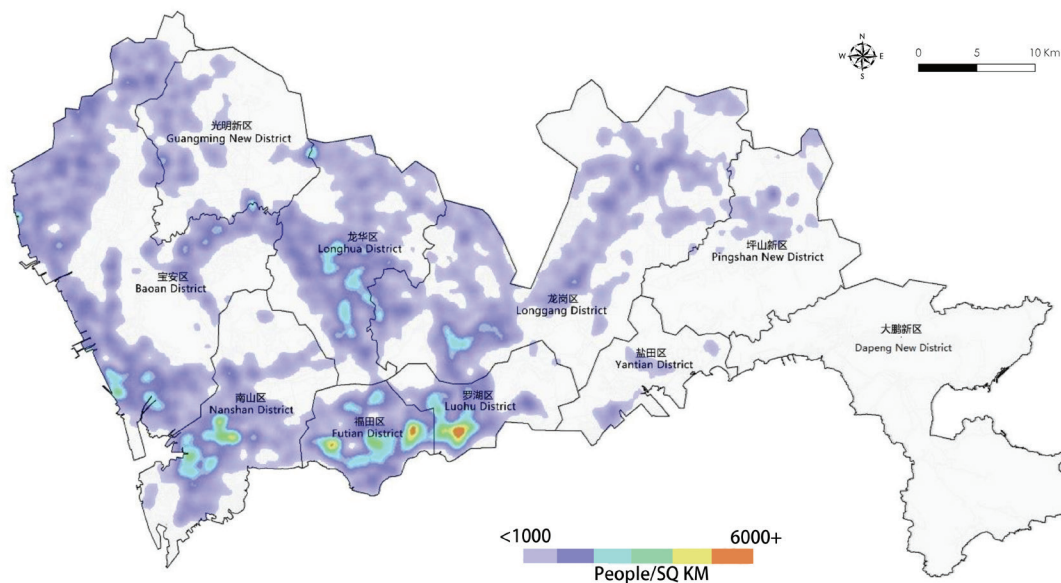 N
W E
S
0 5 10 Km
光明新区
Guangming New District
龙华区
Longhua District
宝安区
Baoan District
坪山新区
Pingshan New District
龙岗区
Longgang District
大鹏新区
Dapeng New District
盐田区
Yantian District
南山区
Nanshan District
罗湖区
Luohu District
福田区
Futian District
<1000 6000+
People/SQ KM